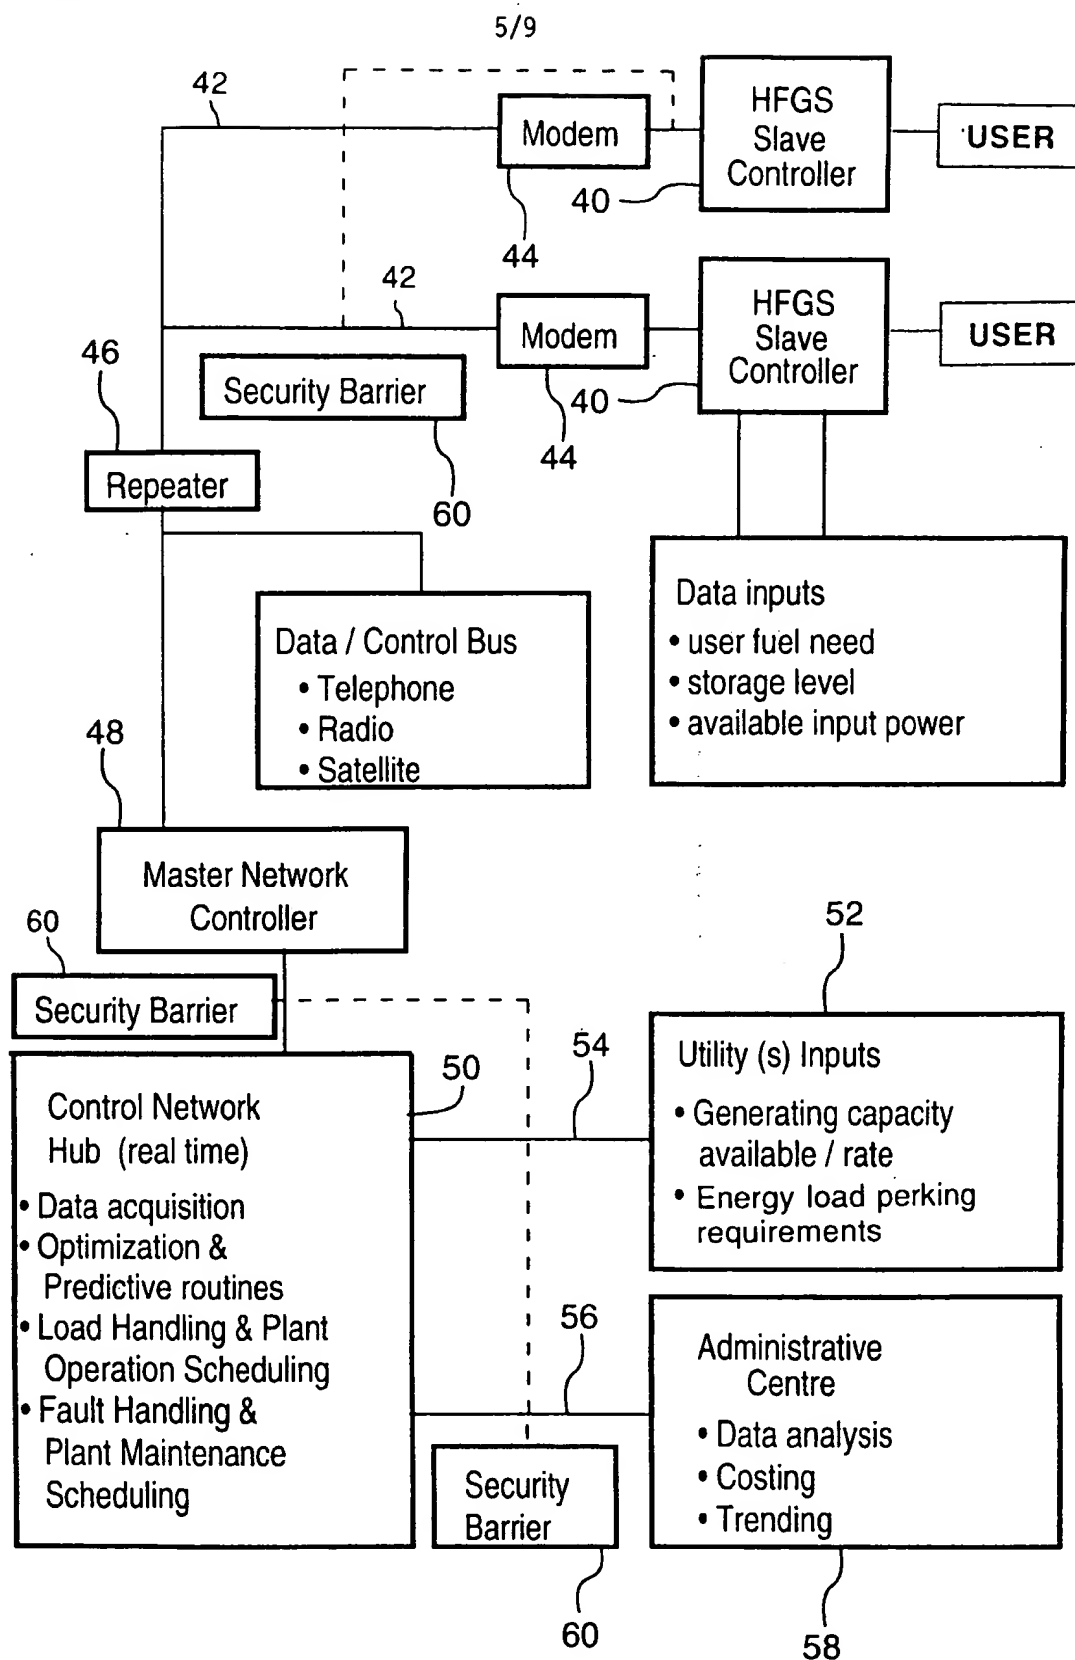 5/9
42
Modem
HFGS
Slave
Controller
USER
40
44
42
Modem
HFGS
Slave
Controller
USER
46
Security Barrier
40
44
Repeater
60
Data / Control Bus
• Telephone
• Radio
• Satellite
Data inputs
• user fuel need
• storage level
• available input power
48
Master Network
Controller
60
Security Barrier
52
54
Utility (s) Inputs
• Generating capacity
available / rate
• Energy load perking
requirements
50
Control Network
Hub (real time)
• Data acquisition
• Optimization &
Predictive routines
• Load Handling & Plant
Operation Scheduling
• Fault Handling &
Plant Maintenance
Scheduling
56
Administrative
Centre
• Data analysis
• Costing
• Trending
Security
Barrier
60
58